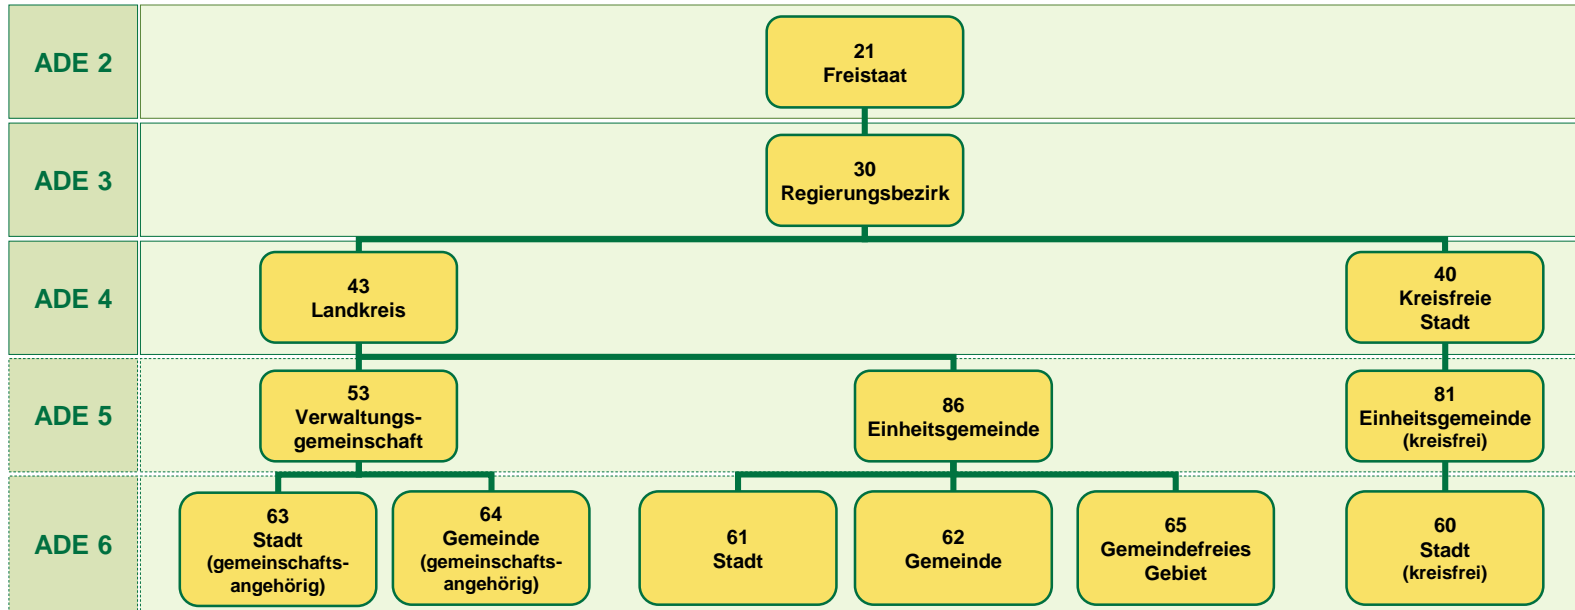 ADE 2
21
Freistaat
ADE 3
30
Regierungsbezirk
ADE 4
43
Landkreis
40
Kreisfreie
Stadt
ADE 5
53
Verwaltungs-
gemeinschaft
86
Einheitsgemeinde
81
Einheitsgemeinde
(kreisfrei)
ADE 6
63
Stadt
(gemeinschafts-
angehörig)
64
Gemeinde
(gemeinschafts-
angehörig)
61
Stadt
62
Gemeinde
65
Gemeindefreies
Gebiet
60
Stadt
(kreisfrei)